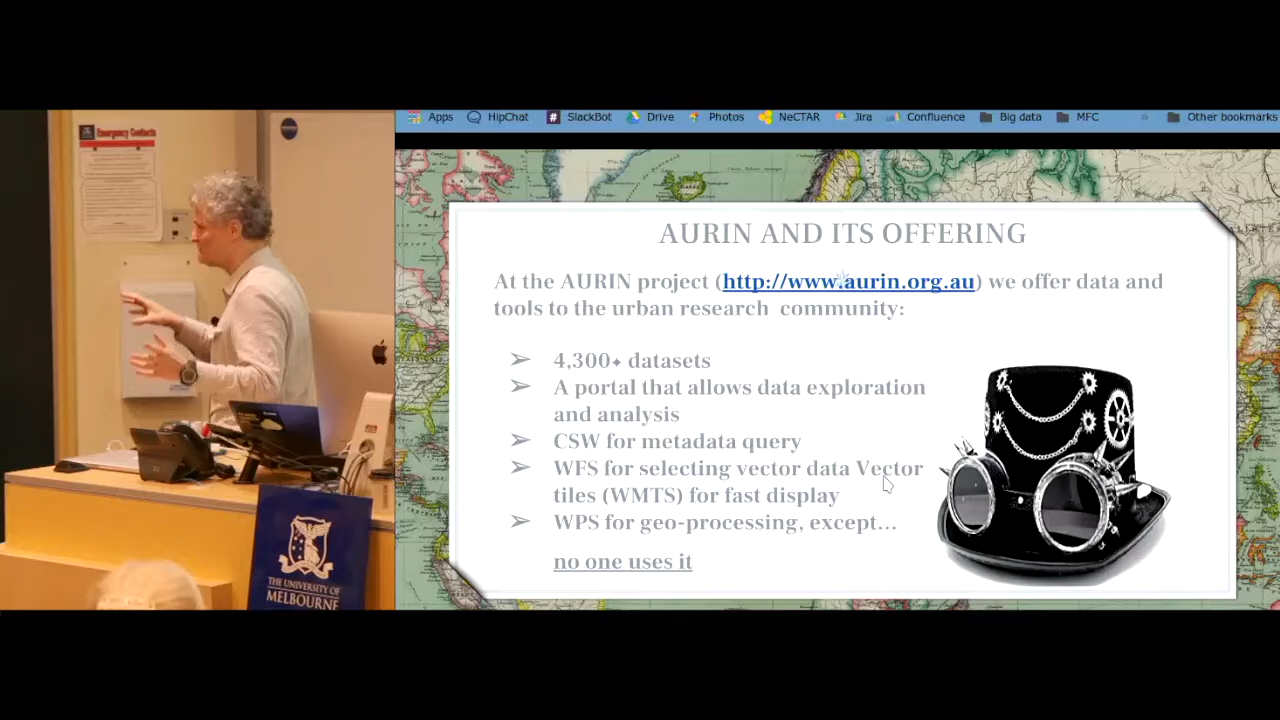 Emergency Contacts
Apps HipChat SlackBot Drive Photos NeCTAR Jira Confluence Big data MFC » Other bookmarks
AURIN AND ITS OFFERING
At the AURIN project (http://www.aurin.org.au) we offer data and
tools to the urban research community:
➢ 4,300+ datasets
➢ A portal that allows data exploration
and analysis
➢ CSW for metadata query
➢ WFS for selecting vector data Vector
tiles (WMTS) for fast display
➢ WPS for geo-processing, except...
no one uses it
THE UNIVERSITY OF
MELBOURNE